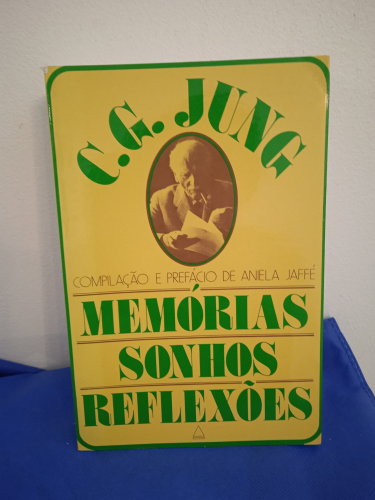 C.G. JUNG
COMPILAÇÃO E PREFÁCIO DE ANIELA JAFFÉ
MEMÓRIAS
SONHOS
REFLEXÕES